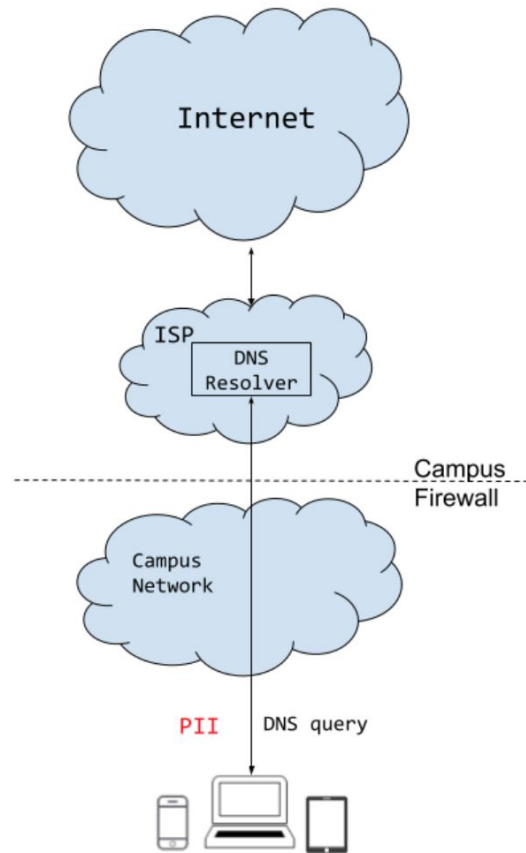 Internet
ISP
DNS
Resolver
Campus
Firewall
Campus
Network
PII
DNS query